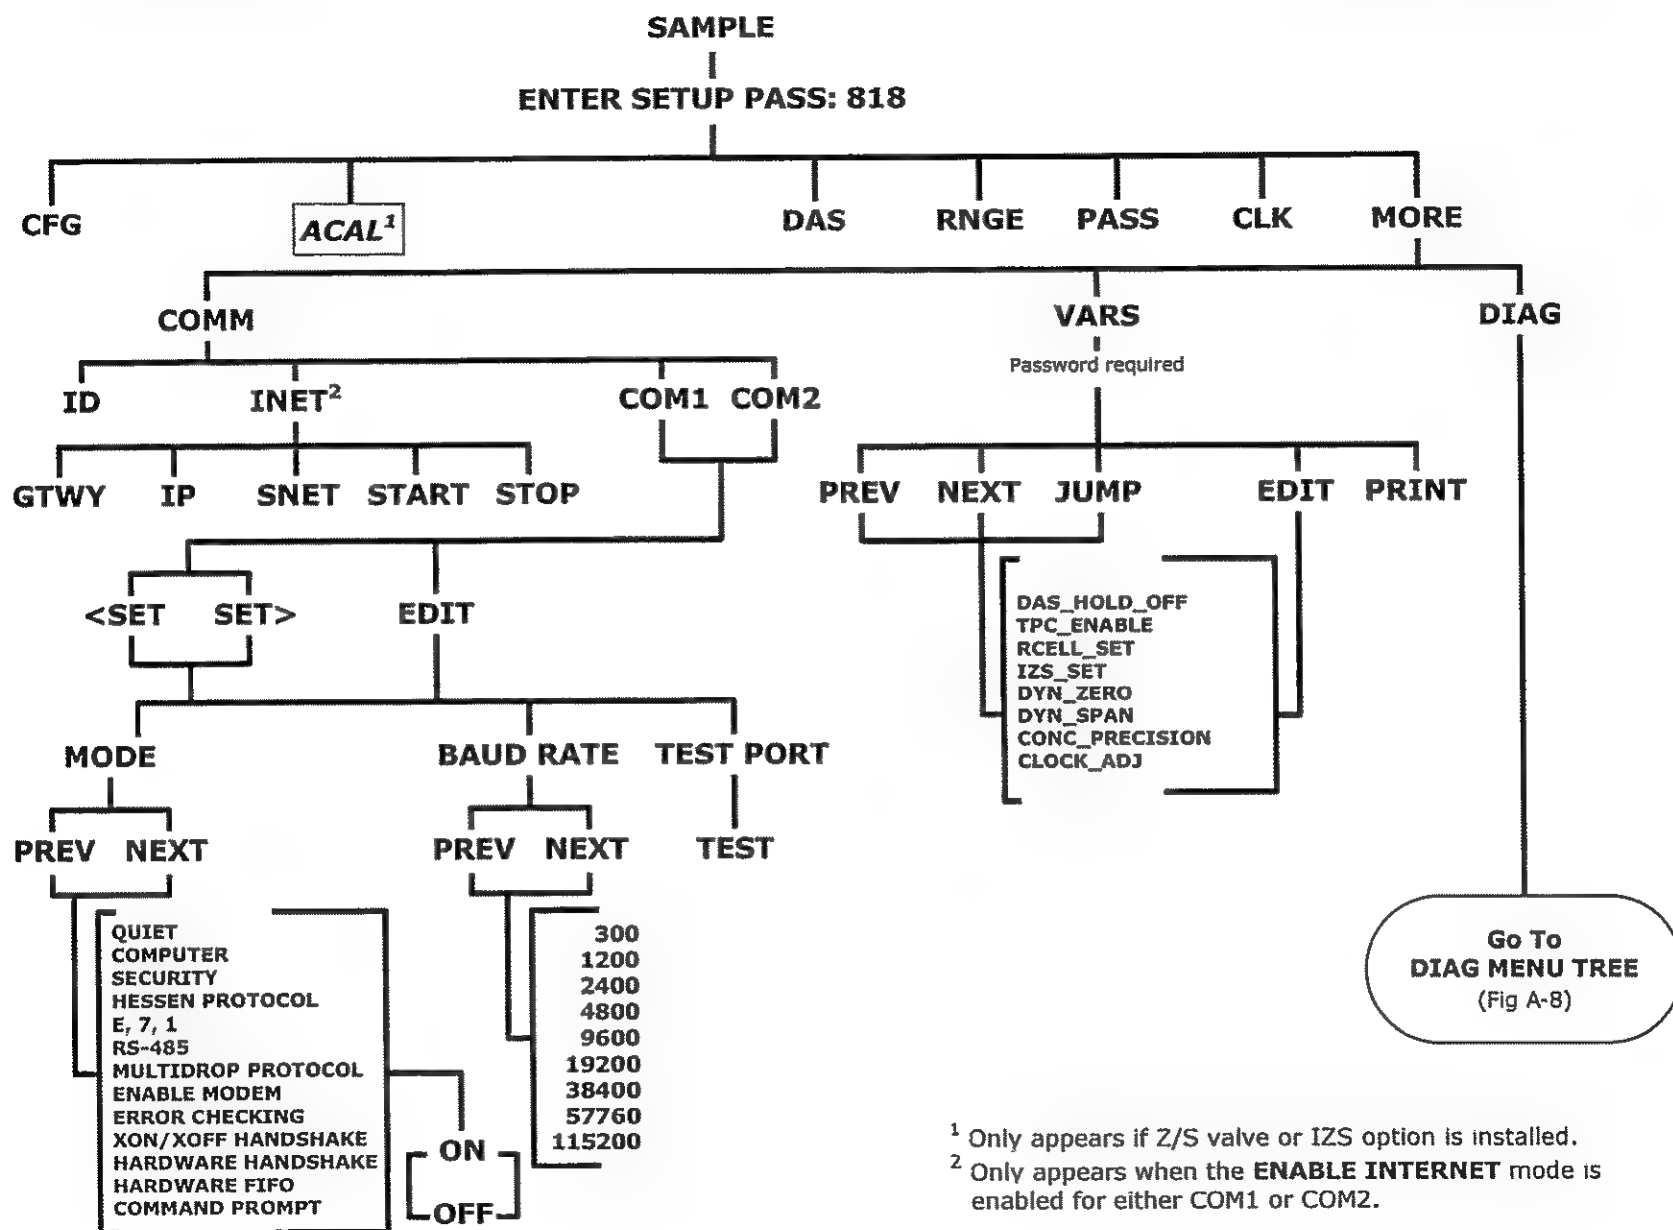 SAMPLE
ENTER SETUP PASS: 818
CFG
ACAL¹
DAS
RNGE
PASS
CLK
MORE
COMM
VARS
DIAG
Password required
ID
INET²
COM1
COM2
GTWY
IP
SNET
START
STOP
PREV
NEXT
JUMP
EDIT
PRINT
<SET
SET>
EDIT
DAS_HOLD_OFF
TPC_ENABLE
RCELL_SET
IZS_SET
DYN_ZERO
DYN_SPAN
CONC_PRECISION
CLOCK_ADJ
MODE
BAUD RATE
TEST PORT
PREV
NEXT
PREV
NEXT
TEST
QUIET
COMPUTER
SECURITY
HESSEN PROTOCOL
E, 7, 1
RS-485
MULTIDROP PROTOCOL
ENABLE MODEM
ERROR CHECKING
XON/XOFF HANDSHAKE
HARDWARE HANDSHAKE
HARDWARE FIFO
COMMAND PROMPT
ON
OFF
300
1200
2400
4800
9600
19200
38400
57760
115200
Go To
DIAG MENU TREE
(Fig A-8)
¹ Only appears if Z/S valve or IZS option is installed.
² Only appears when the ENABLE INTERNET mode is
enabled for either COM1 or COM2.